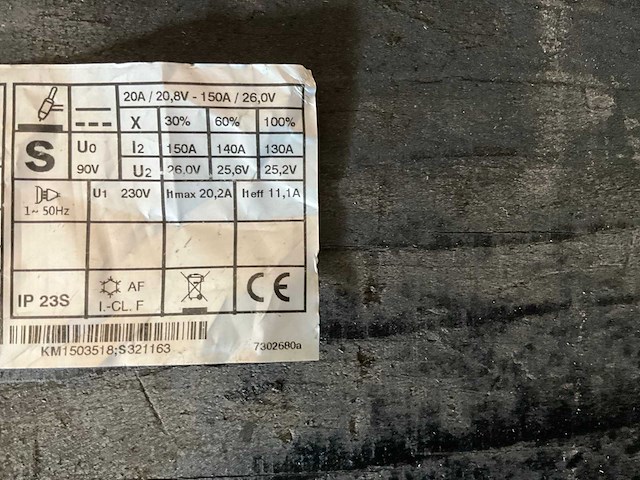 20A / 20,8V - 150A / 26,0V
X 30% 60% 100%
S U0 I2 150A 140A 130A
90V U2 26,0V 25,6V 25,2V
U1 230V I1max 20,2A I1eff 11,1A
1~ 50Hz
IP 23S AF CE
I.-CL. F
KM1503518;S321163 7302680a